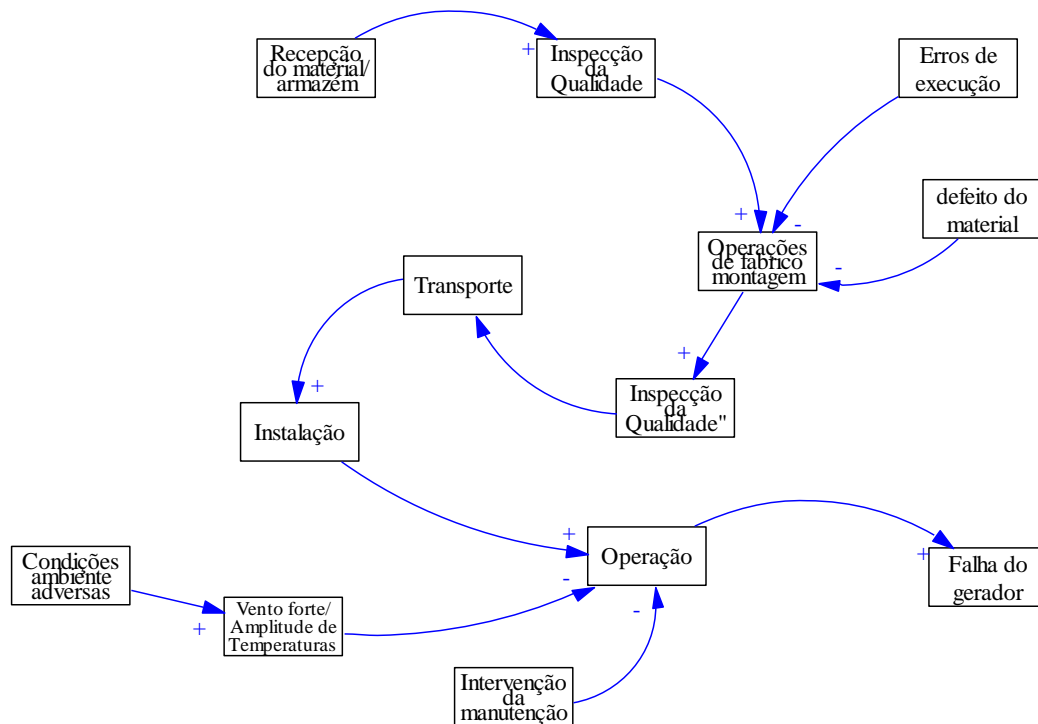 Recepção
do material/
armazém
+
Inspecção
da
Qualidade
Erros de
execução
defeito do
material
+
-
Operações
de fabrico
montagem
-
Transporte
+
Inspecção
da
Qualidade"
+
Instalação
+
Operação
-
-
+
Falha do
gerador
Condições
ambiente
adversas
+
Vento forte/
Amplitude de
Temperaturas
Intervenção
da
manutenção